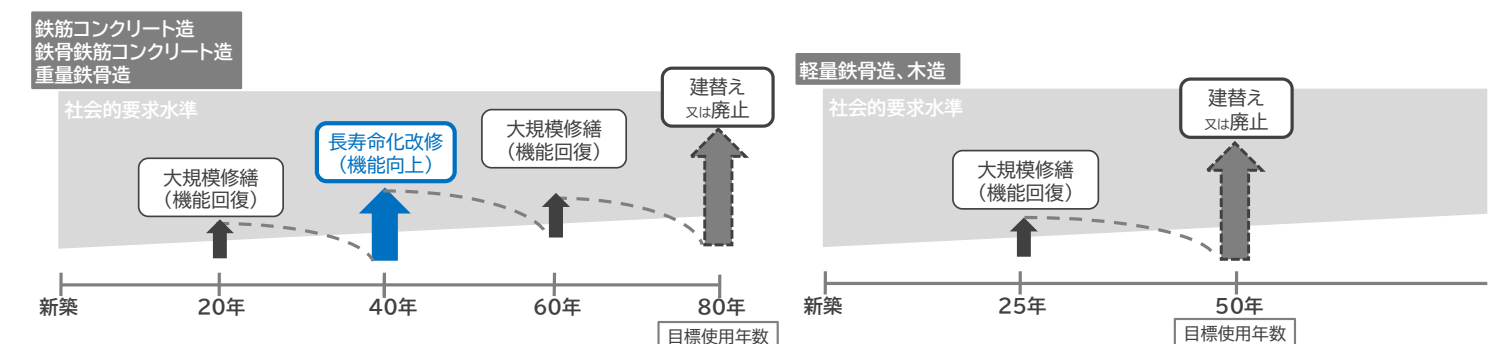 鉄筋コンクリート造
鉄骨鉄筋コンクリート造
重量鉄骨造
社会的要求水準
大規模修繕
（機能回復）
長寿命化改修
（機能向上）
大規模修繕
（機能回復）
建替え
又は廃止
新築
20年
40年
60年
80年
目標使用年数
軽量鉄骨造、木造
社会的要求水準
大規模修繕
（機能回復）
建替え
又は廃止
新築
25年
50年
目標使用年数